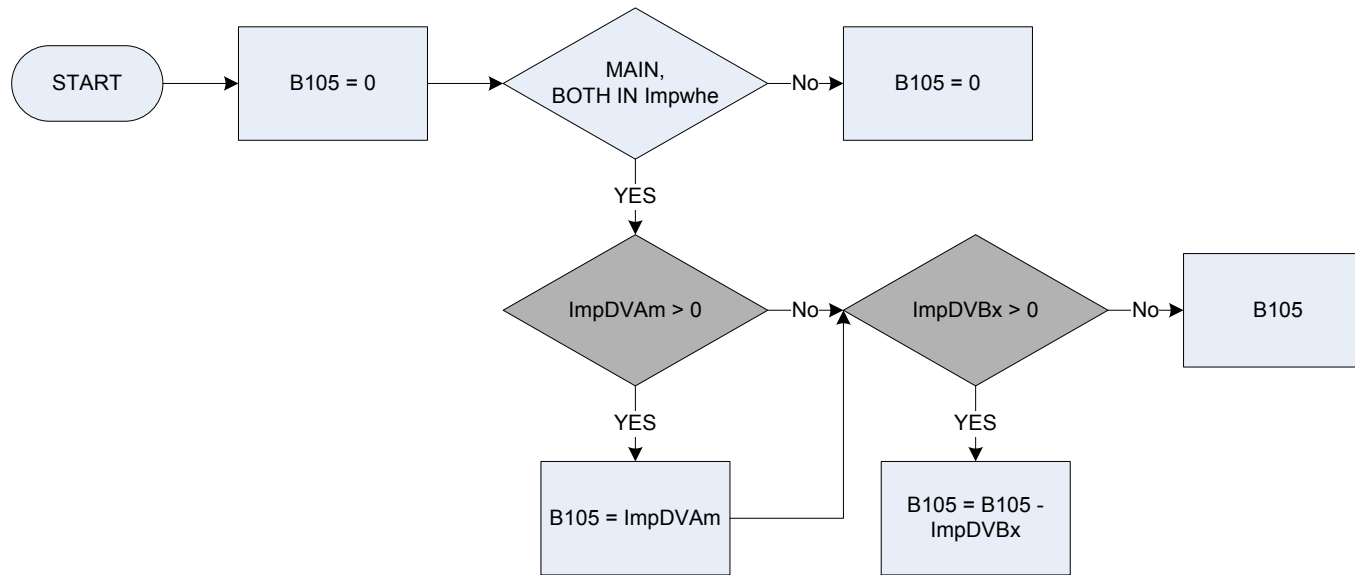 START
B105 = 0
MAIN,
BOTH IN Impwhe
No
B105 = 0
YES
ImpDVAm > 0
No
ImpDVBx > 0
No
B105
YES
YES
B105 = ImpDVAm
B105 = B105 -
ImpDVBx